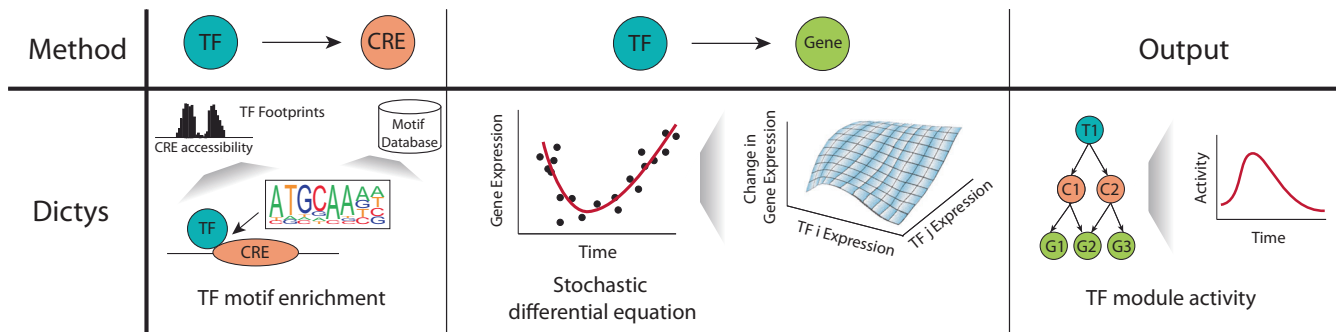 Method
TF
CRE
TF
Gene
Output
Dictys
TF Footprints
CRE accessibility
Motif
Database
ATGCAA
TF
CRE
TF motif enrichment
Gene Expression
Time
Stochastic
differential equation
Change in
Gene Expression
TF i Expression
TF j Expression
T1
C1
C2
G1
G2
G3
Activity
Time
TF module activity